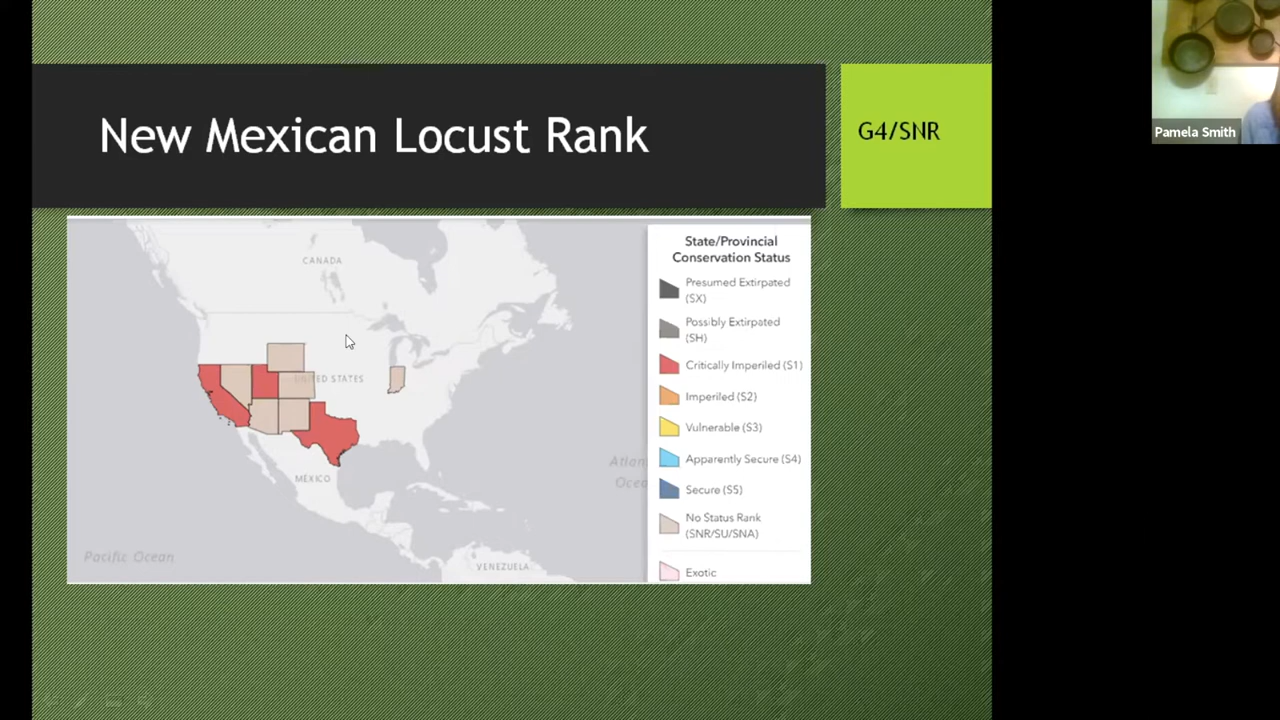 New Mexican Locust Rank
G4/SNR
Pamela Smith
CANADA
UNITED STATES
MÉXICO
Atlan
Ocea
Pacific Ocean
VENEZUELA
State/Provincial
Conservation Status
Presumed Extirpated
(SX)
Possibly Extirpated
(SH)
Critically Imperiled (S1)
Imperiled (S2)
Vulnerable (S3)
Apparently Secure (S4)
Secure (S5)
No Status Rank
(SNR/SU/SNA)
Exotic